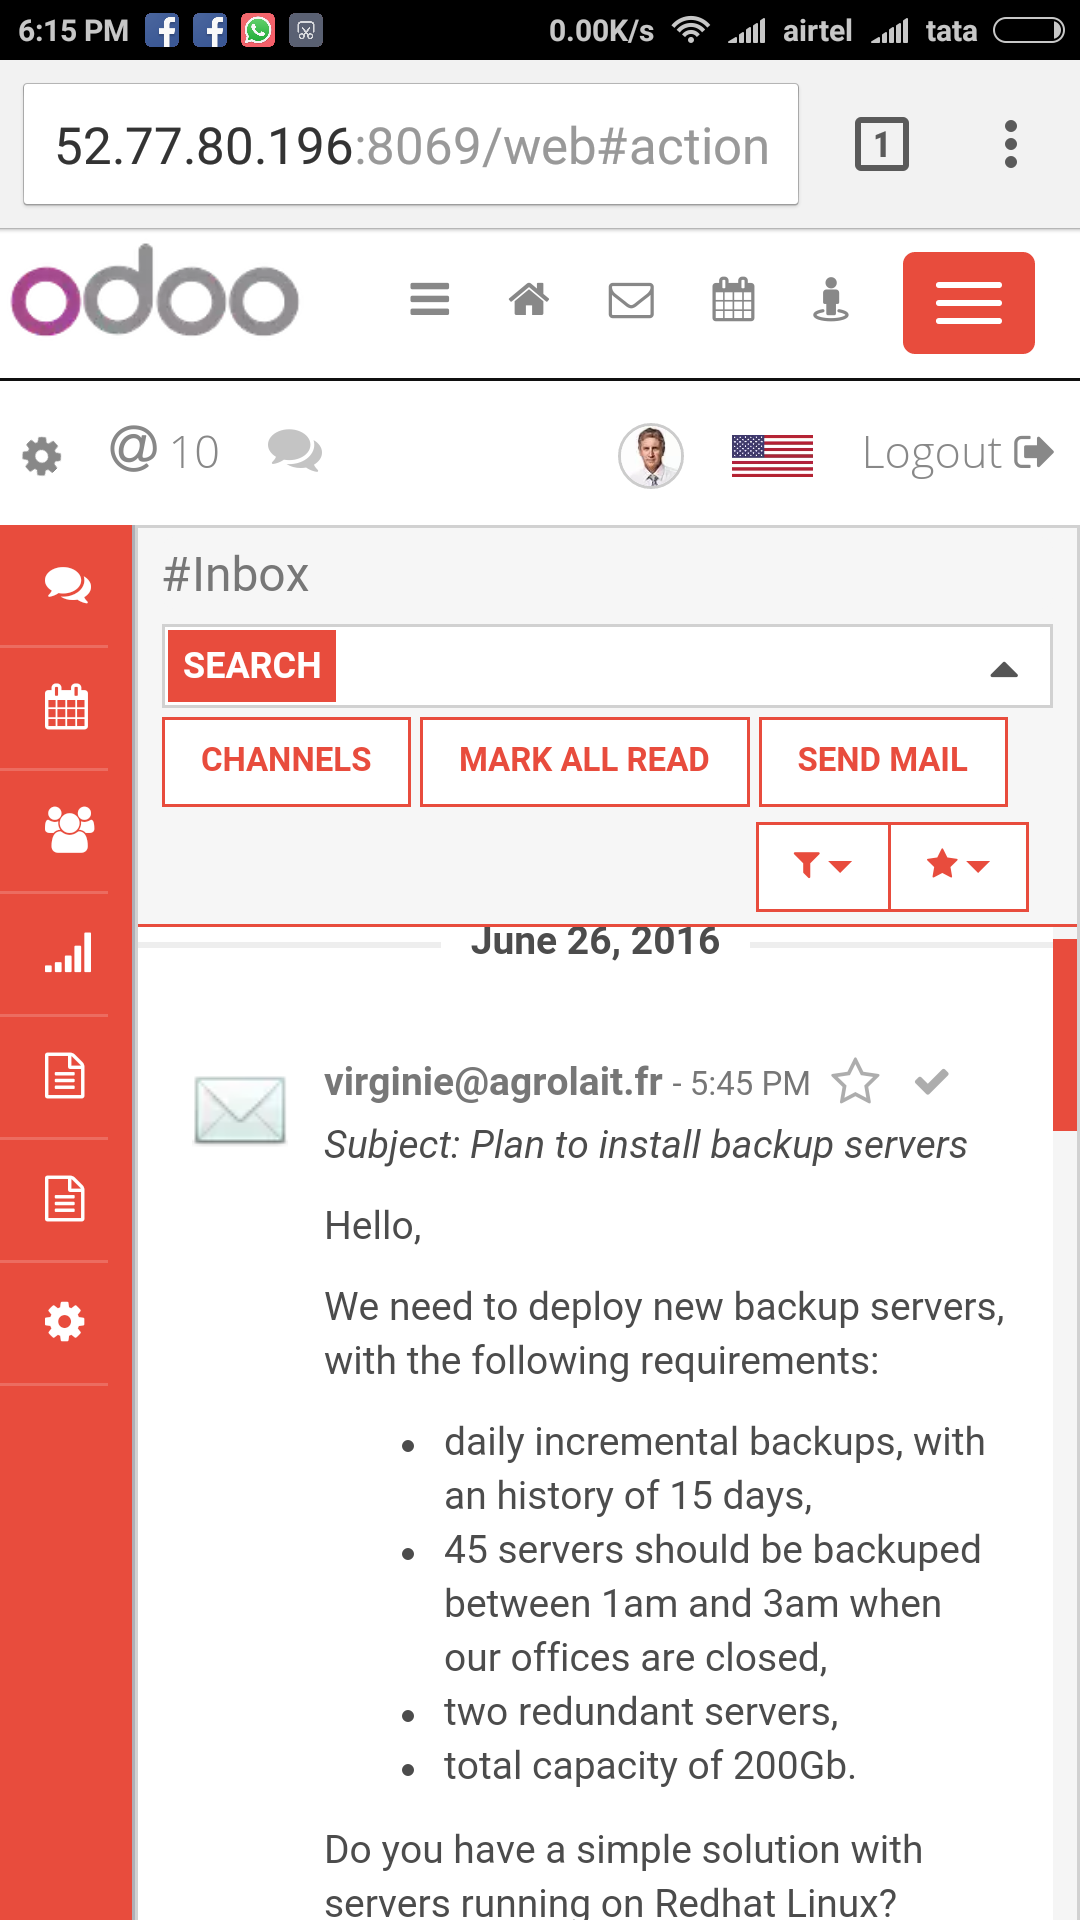 6:15 PM 0.00K/s airtel tata
52.77.80.196:8069/web#action
1
odoo
@ 10 Logout
#Inbox
SEARCH
CHANNELS MARK ALL READ SEND MAIL
June 26, 2016
virginie@agrolait.fr - 5:45 PM
Subject: Plan to install backup servers
Hello,
We need to deploy new backup servers,
with the following requirements:
• daily incremental backups, with
an history of 15 days,
• 45 servers should be backuped
between 1am and 3am when
our offices are closed,
• two redundant servers,
• total capacity of 200Gb.
Do you have a simple solution with
servers running on Redhat Linux?